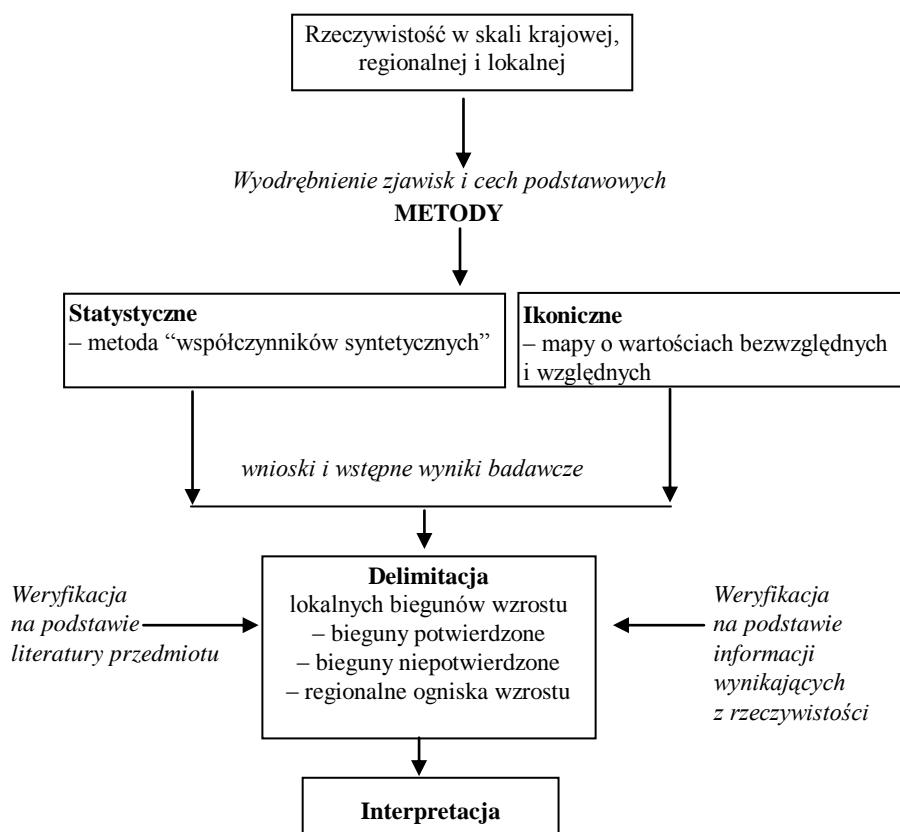 Rzeczywistość w skali krajowej,
regionalnej i lokalnej
Wyodrębnienie zjawisk i cech podstawowych
METODY
Statystyczne
– metoda “współczynników syntetycznych”
Ikoniczne
– mapy o wartościach bezwzględnych
i względnych
wnioski i wstępne wyniki badawcze
Weryfikacja
na podstawie
literatury przedmiotu
Delimitacja
lokalnych biegunów wzrostu
– bieguny potwierdzone
– bieguny niepotwierdzone
– regionalne ogniska wzrostu
Weryfikacja
na podstawie
informacji
wynikających
z rzeczywistości
Interpretacja